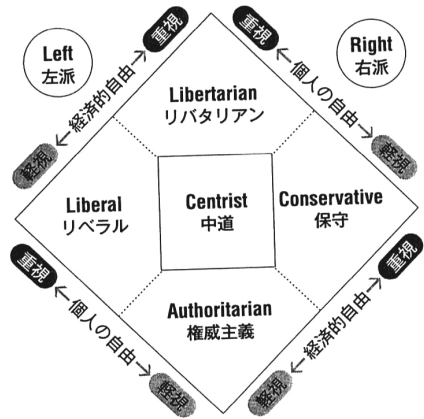 Left
左派
重視
←経済的自由→
軽視
重視
←個人の自由→
軽視
Right
右派
Libertarian
リバタリアン
Liberal
リベラル
Centrist
中道
Conservative
保守
Authoritarian
権威主義
重視
←個人の自由→
軽視
重視
←経済的自由→
軽視